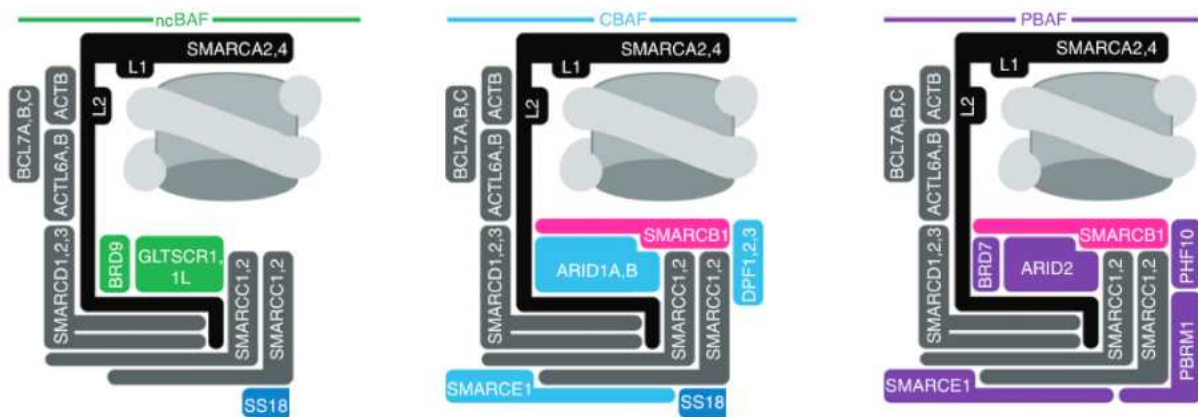 ncBAF
SMARCA2,4
L1
L2
ACTB
BCL7A,B,C
ACTL6A,B
SMARCD1,2,3
BRD9
GLTSCR1,
1L
SMARCC1,2
SMARCC1,2
SS18
CBAF
SMARCA2,4
L1
L2
ACTB
BCL7A,B,C
ACTL6A,B
SMARCD1,2,3
SMARCB1
ARID1A,B
SMARCC1,2
SMARCC1,2
DPF1,2,3
SMARCE1
SS18
PBAF
SMARCA2,4
L1
L2
ACTB
BCL7A,B,C
ACTL6A,B
SMARCD1,2,3
SMARCB1
BRD7
ARID2
SMARCC1,2
SMARCC1,2
PHF10
PBRM1
SMARCE1